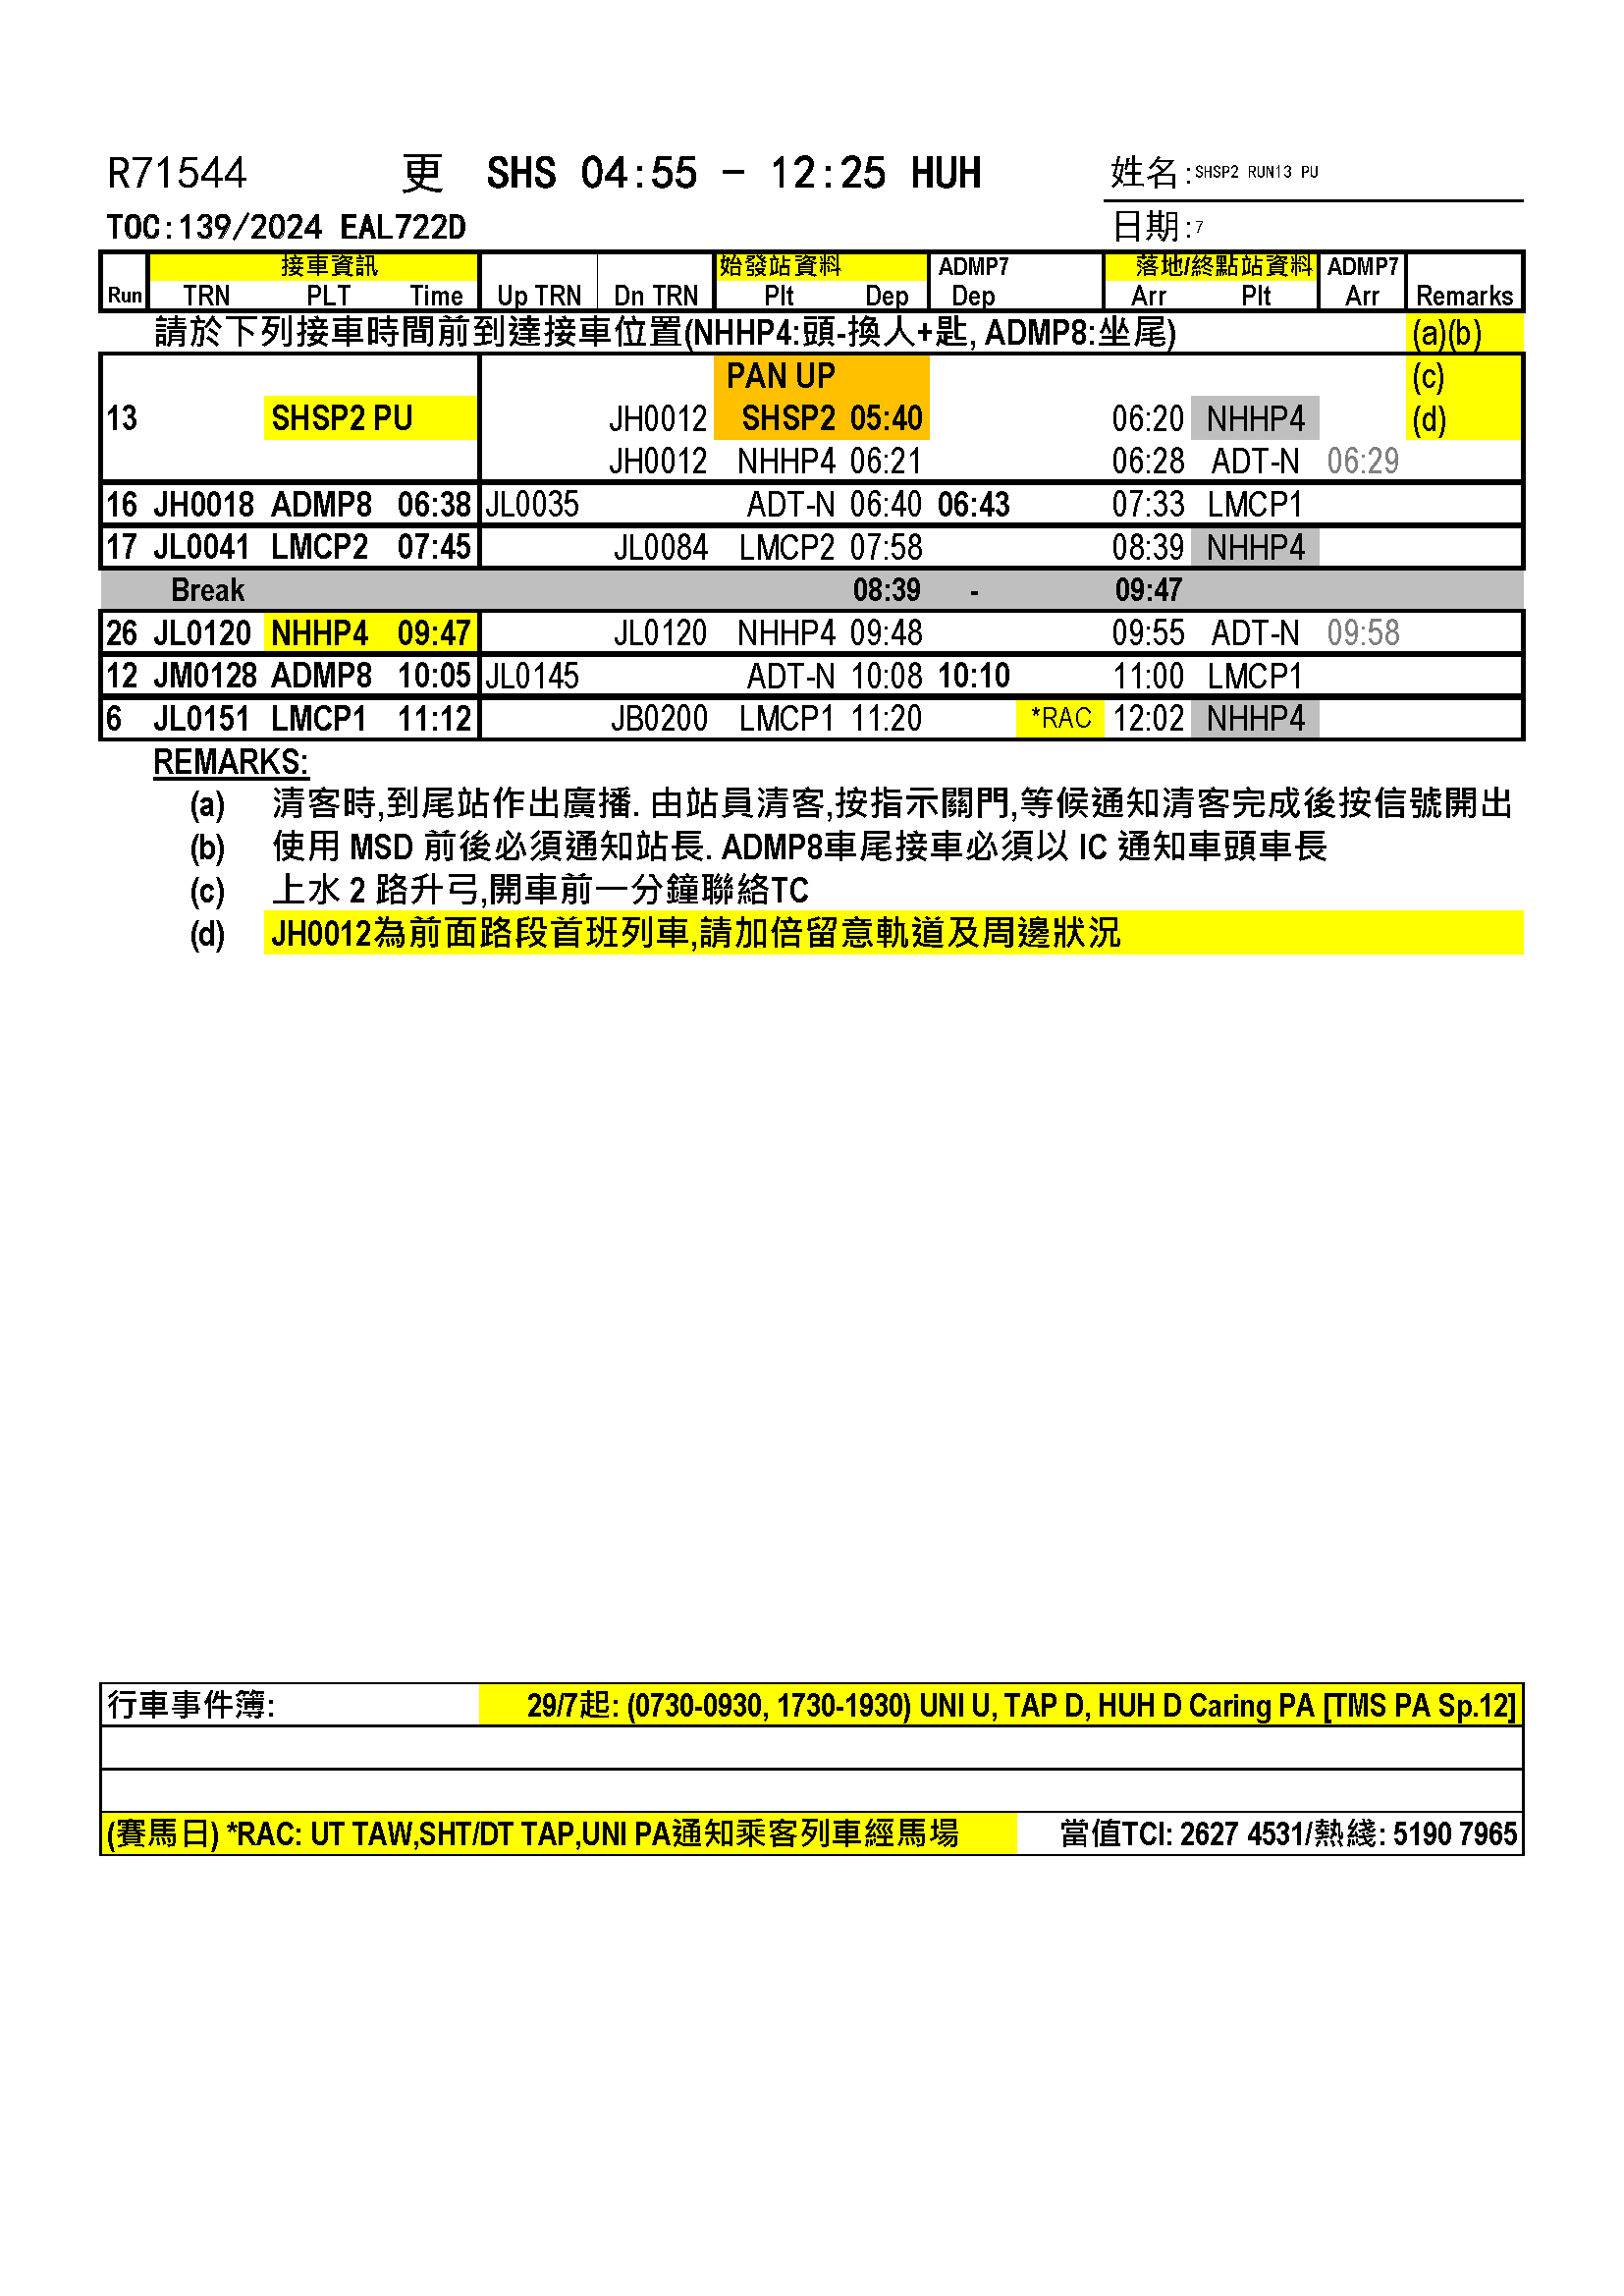 R71544 更 SHS 04:55 - 12:25 HUH 姓名:SHSP2 RUN13 PU
TOC:139/2024 EAL722D 日期:7
接車資訊 始發站資料 ADMP7 落地/終點站資料 ADMP7
Run TRN PLT Time Up TRN Dn TRN Plt Dep Dep Arr Plt Arr Remarks
請於下列接車時間前到達接車位置(NHHP4:頭-換人+匙, ADMP8:坐尾) (a)(b)
PAN UP (c)
13 SHSP2 PU JH0012 SHSP2 05:40 06:20 NHHP4 (d)
JH0012 NHHP4 06:21 06:28 ADT-N 06:29
16 JH0018 ADMP8 06:38 JL0035 ADT-N 06:40 06:43 07:33 LMCP1
17 JL0041 LMCP2 07:45 JL0084 LMCP2 07:58 08:39 NHHP4
Break 08:39 - 09:47
26 JL0120 NHHP4 09:47 JL0120 NHHP4 09:48 09:55 ADT-N 09:58
12 JM0128 ADMP8 10:05 JL0145 ADT-N 10:08 10:10 11:00 LMCP1
6 JL0151 LMCP1 11:12 JB0200 LMCP1 11:20 *RAC 12:02 NHHP4
REMARKS:
(a) 清客時,到尾站作出廣播. 由站員清客,按指示關門,等候通知清客完成後按信號開出
(b) 使用 MSD 前後必須通知站長. ADMP8車尾接車必須以 IC 通知車頭車長
(c) 上水 2 路升弓,開車前一分鐘聯絡TC
(d) JH0012為前面路段首班列車,請加倍留意軌道及周邊狀況
行車事件簿: 29/7起: (0730-0930, 1730-1930) UNI U, TAP D, HUH D Caring PA [TMS PA Sp.12]
(賽馬日) *RAC: UT TAW,SHT/DT TAP,UNI PA通知乘客列車經馬場 當值TCI: 2627 4531/熱綫: 5190 7965